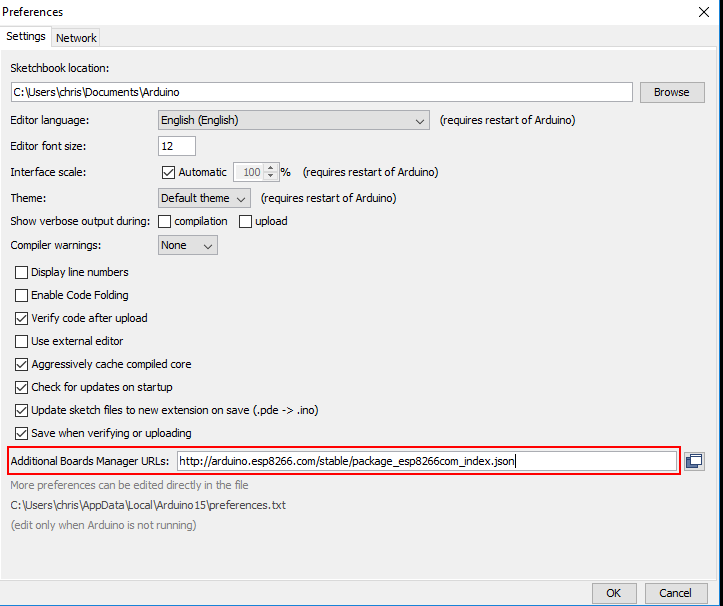 Preferences
Settings Network
Sketchbook location:
C:\Users\chris\Documents\Arduino Browse
Editor language: English (English) (requires restart of Arduino)
Editor font size: 12
Interface scale: Automatic 100 % (requires restart of Arduino)
Theme: Default theme (requires restart of Arduino)
Show verbose output during: compilation upload
Compiler warnings: None
Display line numbers
Enable Code Folding
Verify code after upload
Use external editor
Aggressively cache compiled core
Check for updates on startup
Update sketch files to new extension on save (.pde -> .ino)
Save when verifying or uploading
Additional Boards Manager URLs: http://arduino.esp8266.com/stable/package_esp8266com_index.json
More preferences can be edited directly in the file
C:\Users\chris\AppData\Local\Arduino15\preferences.txt
(edit only when Arduino is not running)
OK Cancel